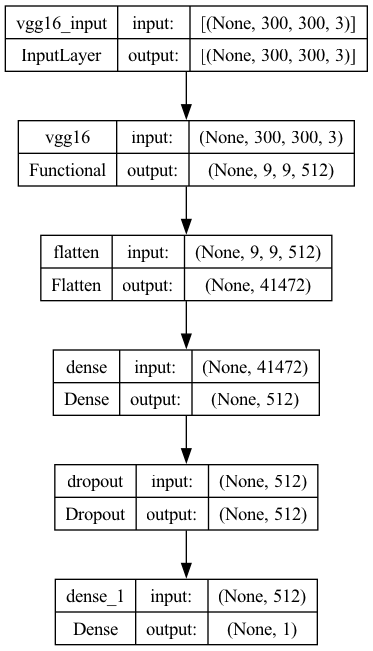 vgg16_input input: [(None, 300, 300, 3)]
InputLayer output: [(None, 300, 300, 3)]
vgg16 input: (None, 300, 300, 3)
Functional output: (None, 9, 9, 512)
flatten input: (None, 9, 9, 512)
Flatten output: (None, 41472)
dense input: (None, 41472)
Dense output: (None, 512)
dropout input: (None, 512)
Dropout output: (None, 512)
dense_1 input: (None, 512)
Dense output: (None, 1)